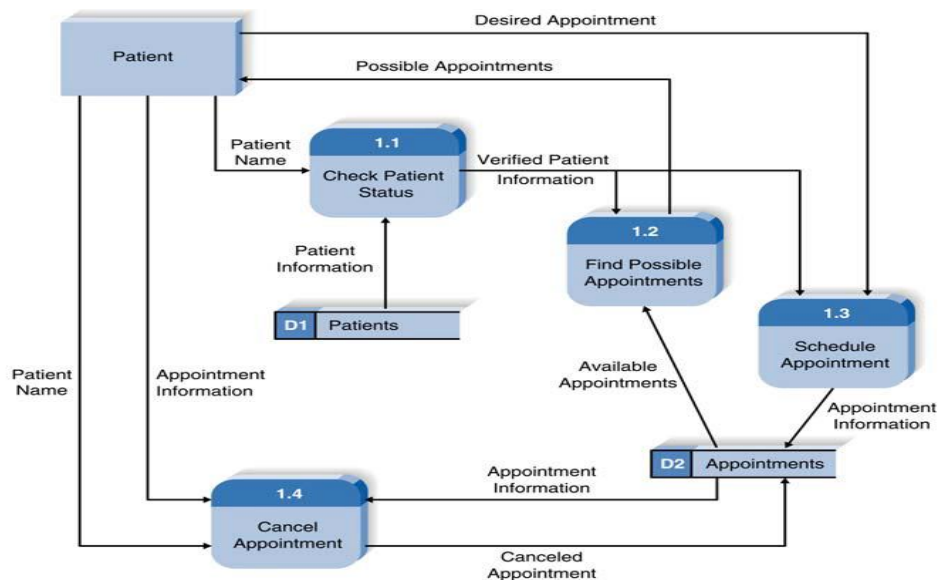 Desired Appointment
Patient
Possible Appointments
1.1
Patient
Name
Check Patient
Status
Verified Patient
Information
1.2
Find Possible
Appointments
Patient
Information
D1 Patients
1.3
Schedule
Appointment
Patient
Name
Appointment
Information
Available
Appointments
Appointment
Information
D2 Appointments
Appointment
Information
1.4
Cancel
Appointment
Canceled
Appointment